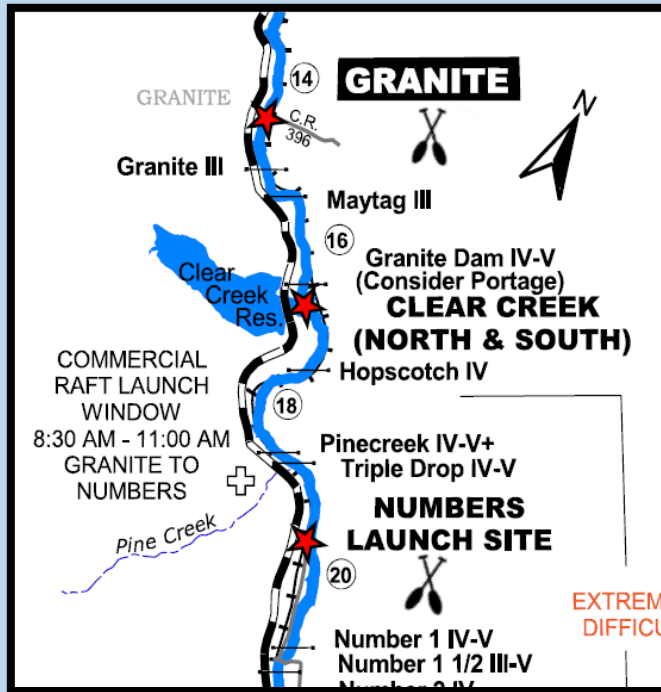 14
GRANITE
GRANITE
C.R.
396
N
Granite III
Maytag III
16
Granite Dam IV-V
(Consider Portage)
Clear
Creek
Res.
CLEAR CREEK
(NORTH & SOUTH)
COMMERCIAL
RAFT LAUNCH
WINDOW
8:30 AM - 11:00 AM
GRANITE TO
NUMBERS
Hopscotch IV
18
Pinecreek IV-V+
Triple Drop IV-V
Pine Creek
NUMBERS
LAUNCH SITE
20
EXTREM
DIFFICU
Number 1 IV-V
Number 1 1/2 III-V
Number 2 IV